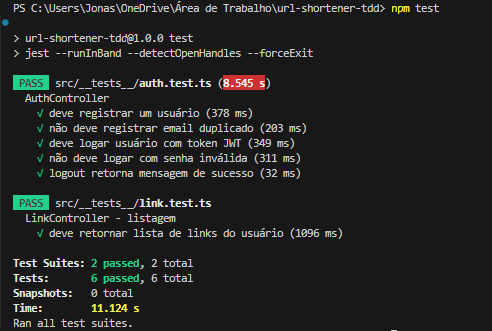 PS C:\Users\Jonas\OneDrive\Área de Trabalho\url-shortener-tdd> npm test
> url-shortener-tdd@1.0.0 test
> jest --runInBand --detectOpenHandles --forceExit
PASS src/__tests__/auth.test.ts (8.545 s)
AuthController
√ deve registrar um usuário (378 ms)
√ não deve registrar email duplicado (203 ms)
√ deve logar usuário com token JWT (349 ms)
√ não deve logar com senha inválida (311 ms)
√ logout retorna mensagem de sucesso (32 ms)
PASS src/__tests__/link.test.ts
LinkController - listagem
√ deve retornar lista de links do usuário (1096 ms)
Test Suites: 2 passed, 2 total
Tests: 6 passed, 6 total
Snapshots: 0 total
Time: 11.124 s
Ran all test suites.